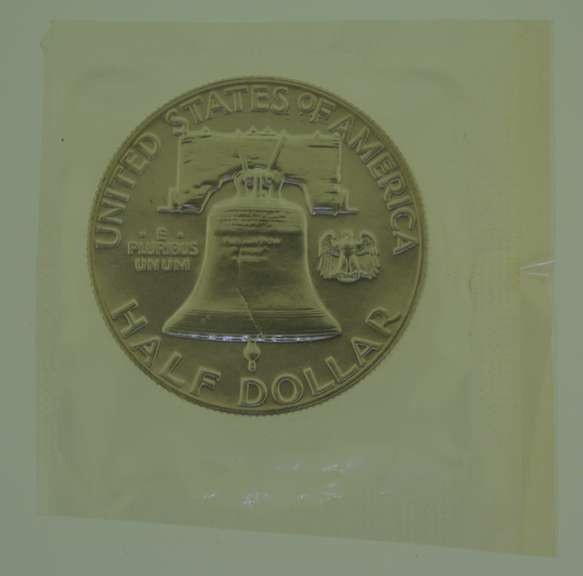 UNITED STATES OF AMERICA
E
PLURIBUS
UNUM
HALF DOLLAR